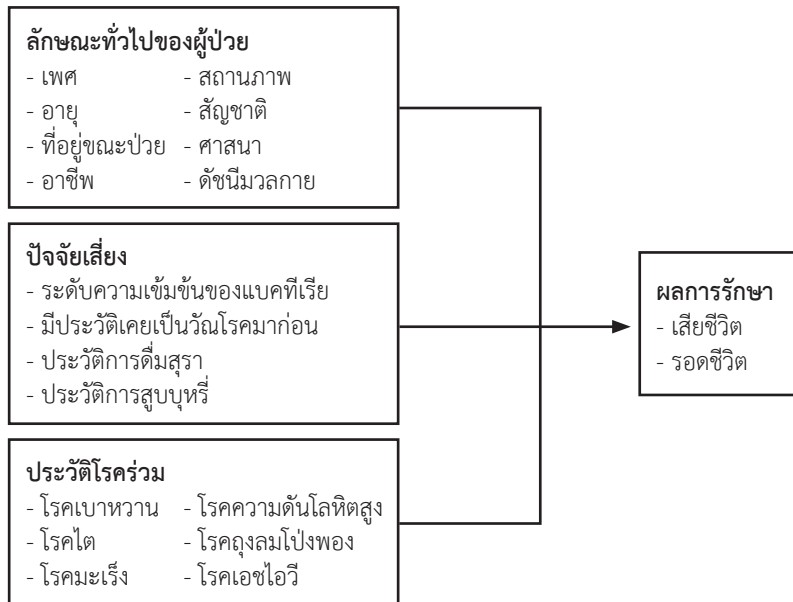 ลักษณะทั่วไปของผู้ป่วย
- เพศ - สถานภาพ
- อายุ - สัญชาติ
- ที่อยู่ขณะป่วย - ศาสนา
- อาชีพ - ดัชนีมวลกาย
ปัจจัยเสี่ยง
- ระดับความเข้มข้นของแบคทีเรีย
- มีประวัติเคยเป็นวัณโรคมาก่อน
- ประวัติการดื่มสุรา
- ประวัติการสูบบุหรี่
ผลการรักษา
- เสียชีวิต
- รอดชีวิต
ประวัติโรคร่วม
- โรคเบาหวาน - โรคความดันโลหิตสูง
- โรคไต - โรคถุงลมโป่งพอง
- โรคมะเร็ง - โรคเอชไอวี